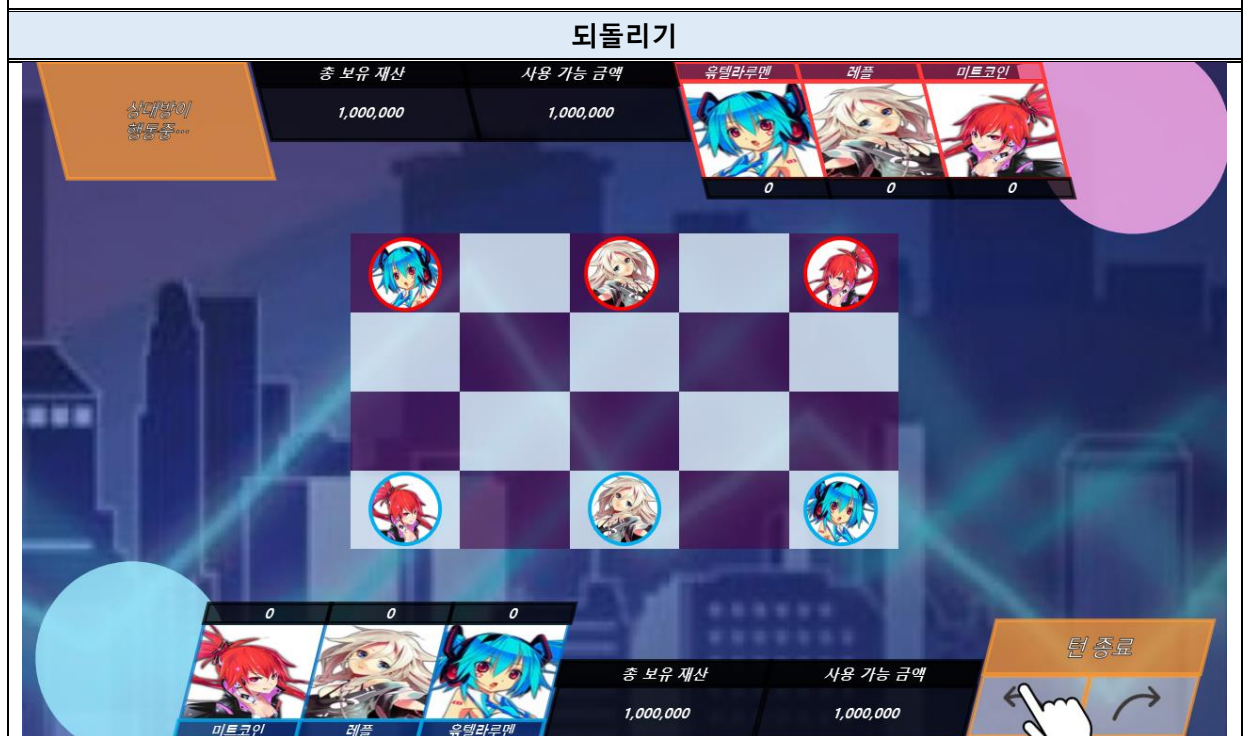 되돌리기
총 보유 재산
사용 가능 금액
윾텔라루멘
레플
미트코인
상대방이
행동중...
1,000,000
1,000,000
0
0
0
0
0
0
턴 종료
총 보유 재산
사용 가능 금액
1,000,000
1,000,000
미트코인
레플
윾텔라루멘